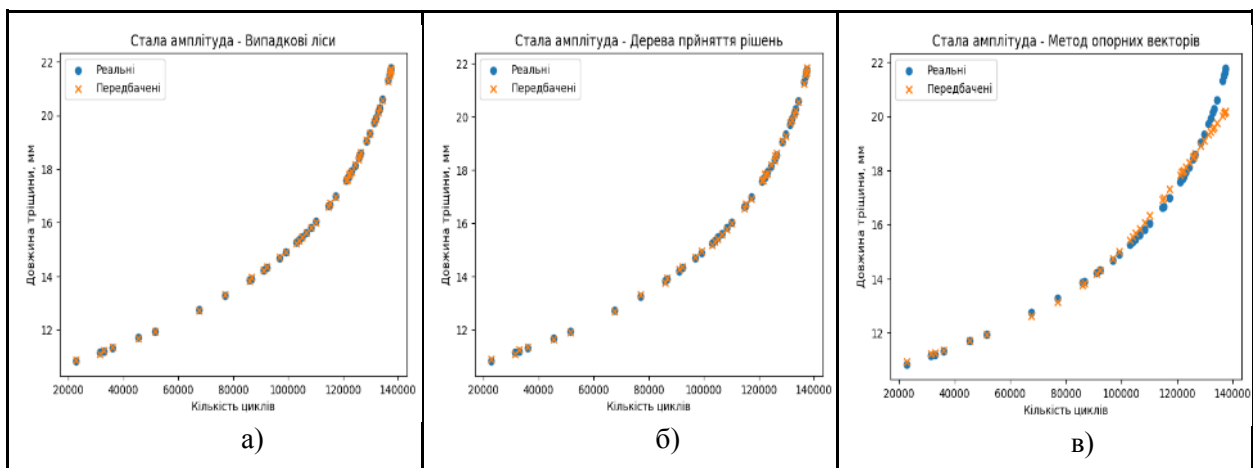 Стала амплітуда - Випадкові ліси
Реальні
Передбачені
Довжина тріщини, мм
22
20
18
16
14
12
20000 40000 60000 80000 100000 120000 140000
Кількість циклів
а)
Стала амплітуда - Дерева прйняття рішень
Реальні
Передбачені
Довжина тріщини, мм
22
20
18
16
14
12
20000 40000 60000 80000 100000 120000 140000
Кількість циклів
б)
Стала амплітуда - Метод опорних векторів
Реальні
Передбачені
Довжина тріщини, мм
22
20
18
16
14
12
20000 40000 60000 80000 100000 120000 140000
Кількість циклів
в)